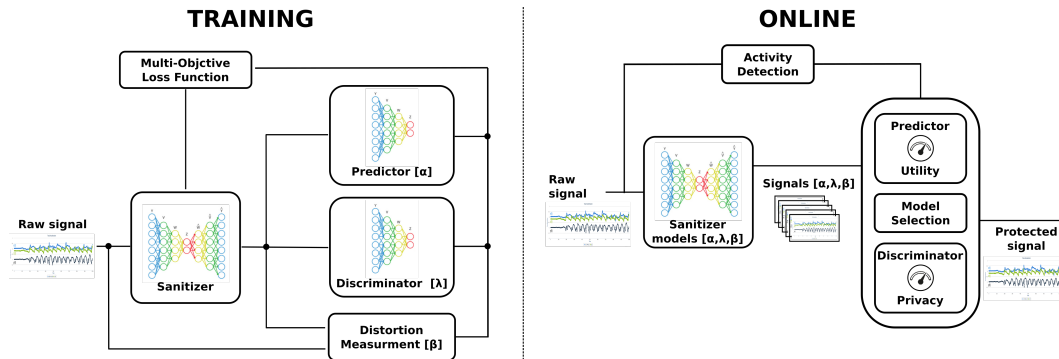 TRAINING
Multi-Objctive
Loss Function
Predictor [α]
Raw signal
Sanitizer
Discriminator [λ]
Distortion
Measurment [β]
ONLINE
Activity
Detection
Predictor
Utility
Raw
signal
Signals [α,λ,β]
Sanitizer
models [α,λ,β]
Model
Selection
Discriminator
Privacy
Protected
signal